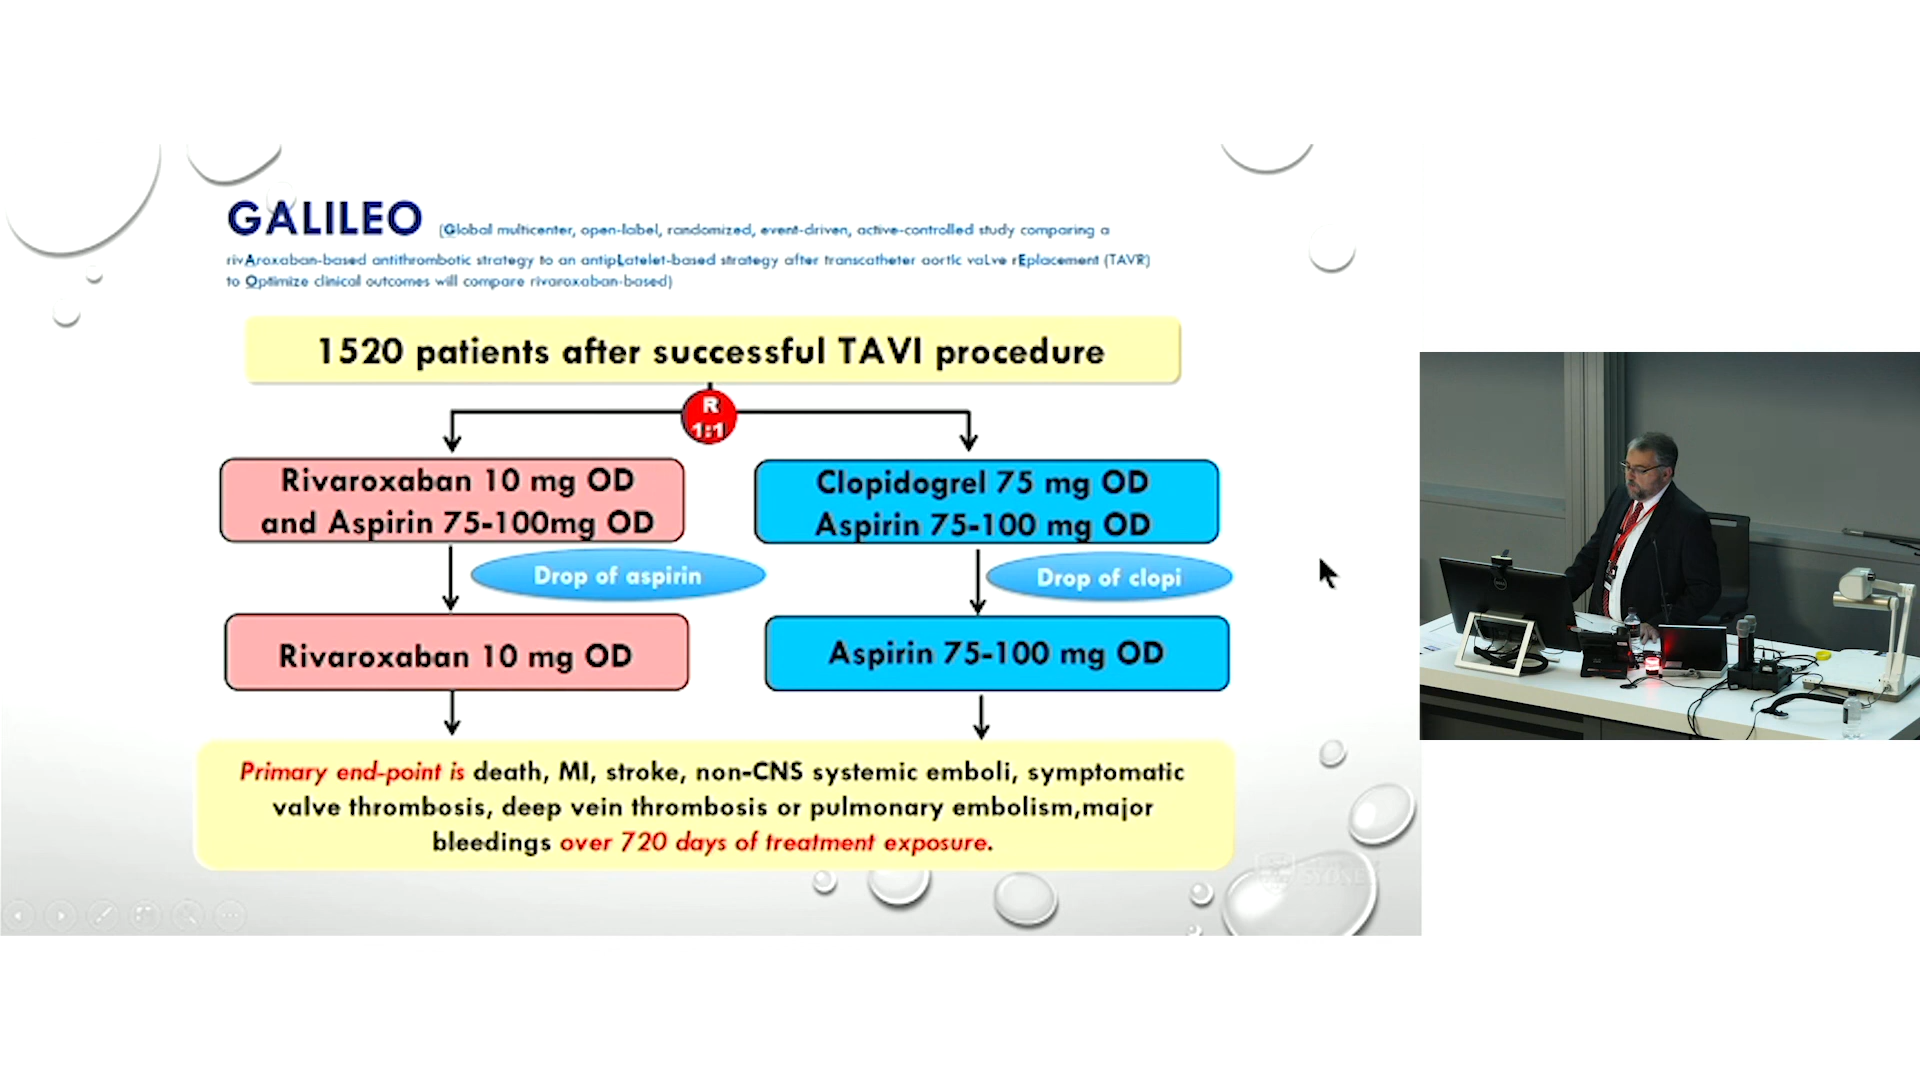 GALILEO (Global multicenter, open-label, randomized, event-driven, active-controlled study comparing a
rivAroxaban-based antithrombotic strategy to an antipLatelet-based strategy after transcatheter aortIc vaLve rEplacement (TAVR)
to Optimize clinical outcomes will compare rivaroxaban-based)
1520 patients after successful TAVI procedure
R
1:1
Rivaroxaban 10 mg OD
and Aspirin 75-100mg OD
Clopidogrel 75 mg OD
Aspirin 75-100 mg OD
Drop of aspirin
Drop of clopi
Rivaroxaban 10 mg OD
Aspirin 75-100 mg OD
Primary end-point is death, MI, stroke, non-CNS systemic emboli, symptomatic
valve thrombosis, deep vein thrombosis or pulmonary embolism,major
bleedings over 720 days of treatment exposure.
SYDNEY